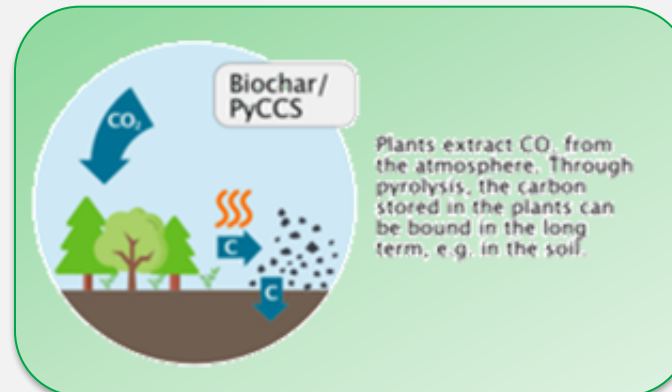 Biochar/
PyCCS
CO₂
C
C
Plants extract CO₂ from
the atmosphere. Through
pyrolysis, the carbon
stored in the plants can
be bound in the long
term, e.g. in the soil.